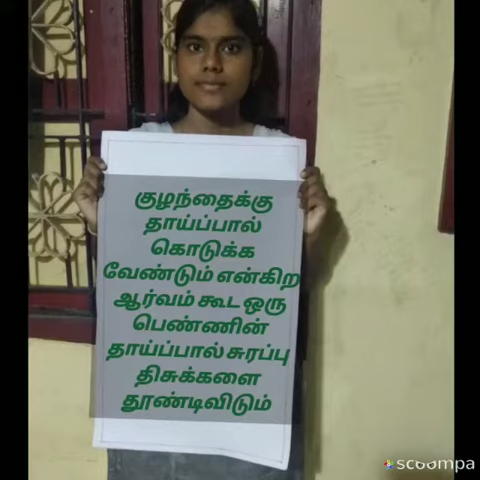 குழந்தைக்கு
தாய்ப்பால்
கொடுக்க
வேண்டும் என்கிற
ஆர்வம் கூட ஒரு
பெண்ணின்
தாய்ப்பால் சுரப்பு
திசுக்களை
தூண்டிவிடும்
scoompa